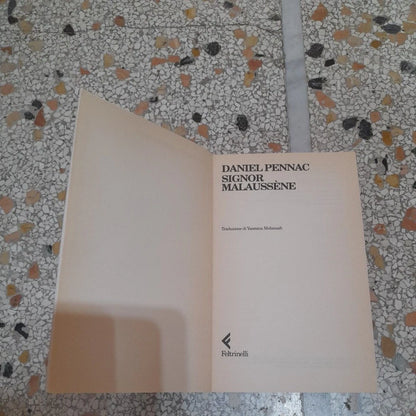 DANIEL PENNAC
SIGNOR
MALAUSSÈNE
Traduzione di Yasmina Melaouah
Feltrinelli